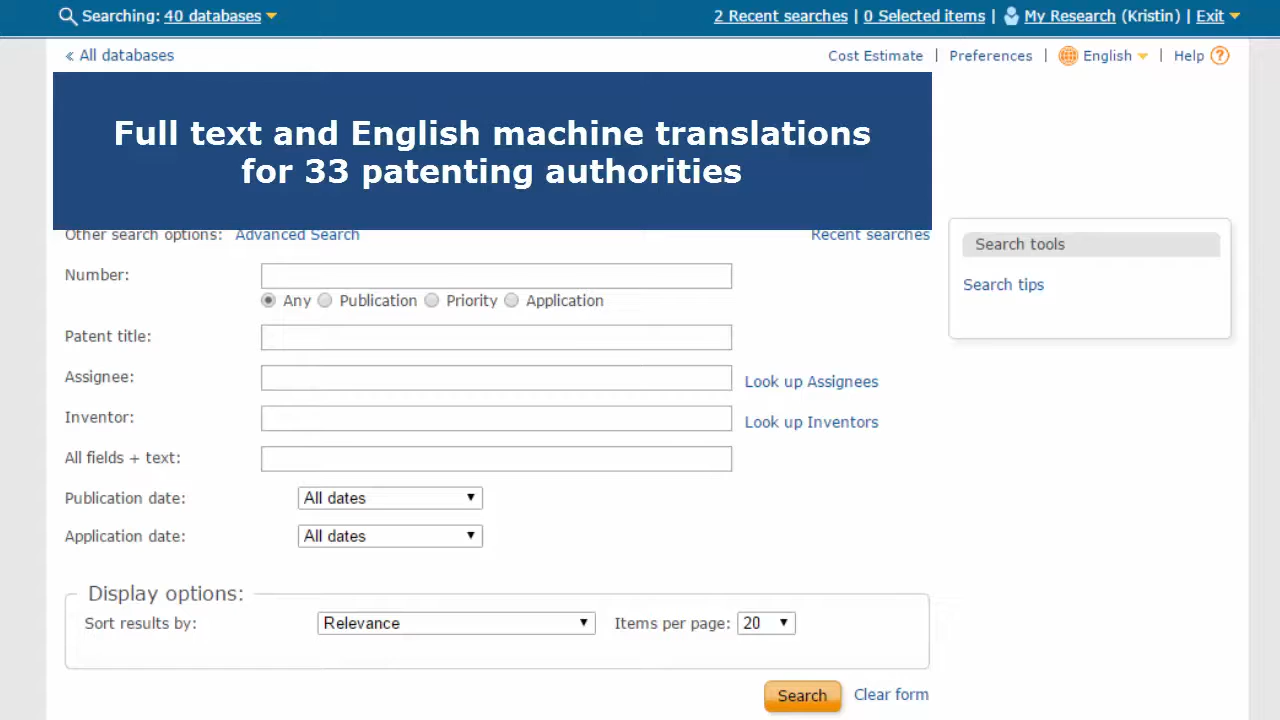 Searching: 40 databases
2 Recent searches | 0 Selected items | My Research (Kristin) | Exit
« All databases
Cost Estimate | Preferences | English | Help ?
Full text and English machine translations
for 33 patenting authorities
Other search options: Advanced Search
Recent searches
Search tools
Search tips
Number:
Any Publication Priority Application
Patent title:
Assignee:
Look up Assignees
Inventor:
Look up Inventors
All fields + text:
Publication date: All dates
Application date: All dates
Display options:
Sort results by: Relevance Items per page: 20
Search Clear form